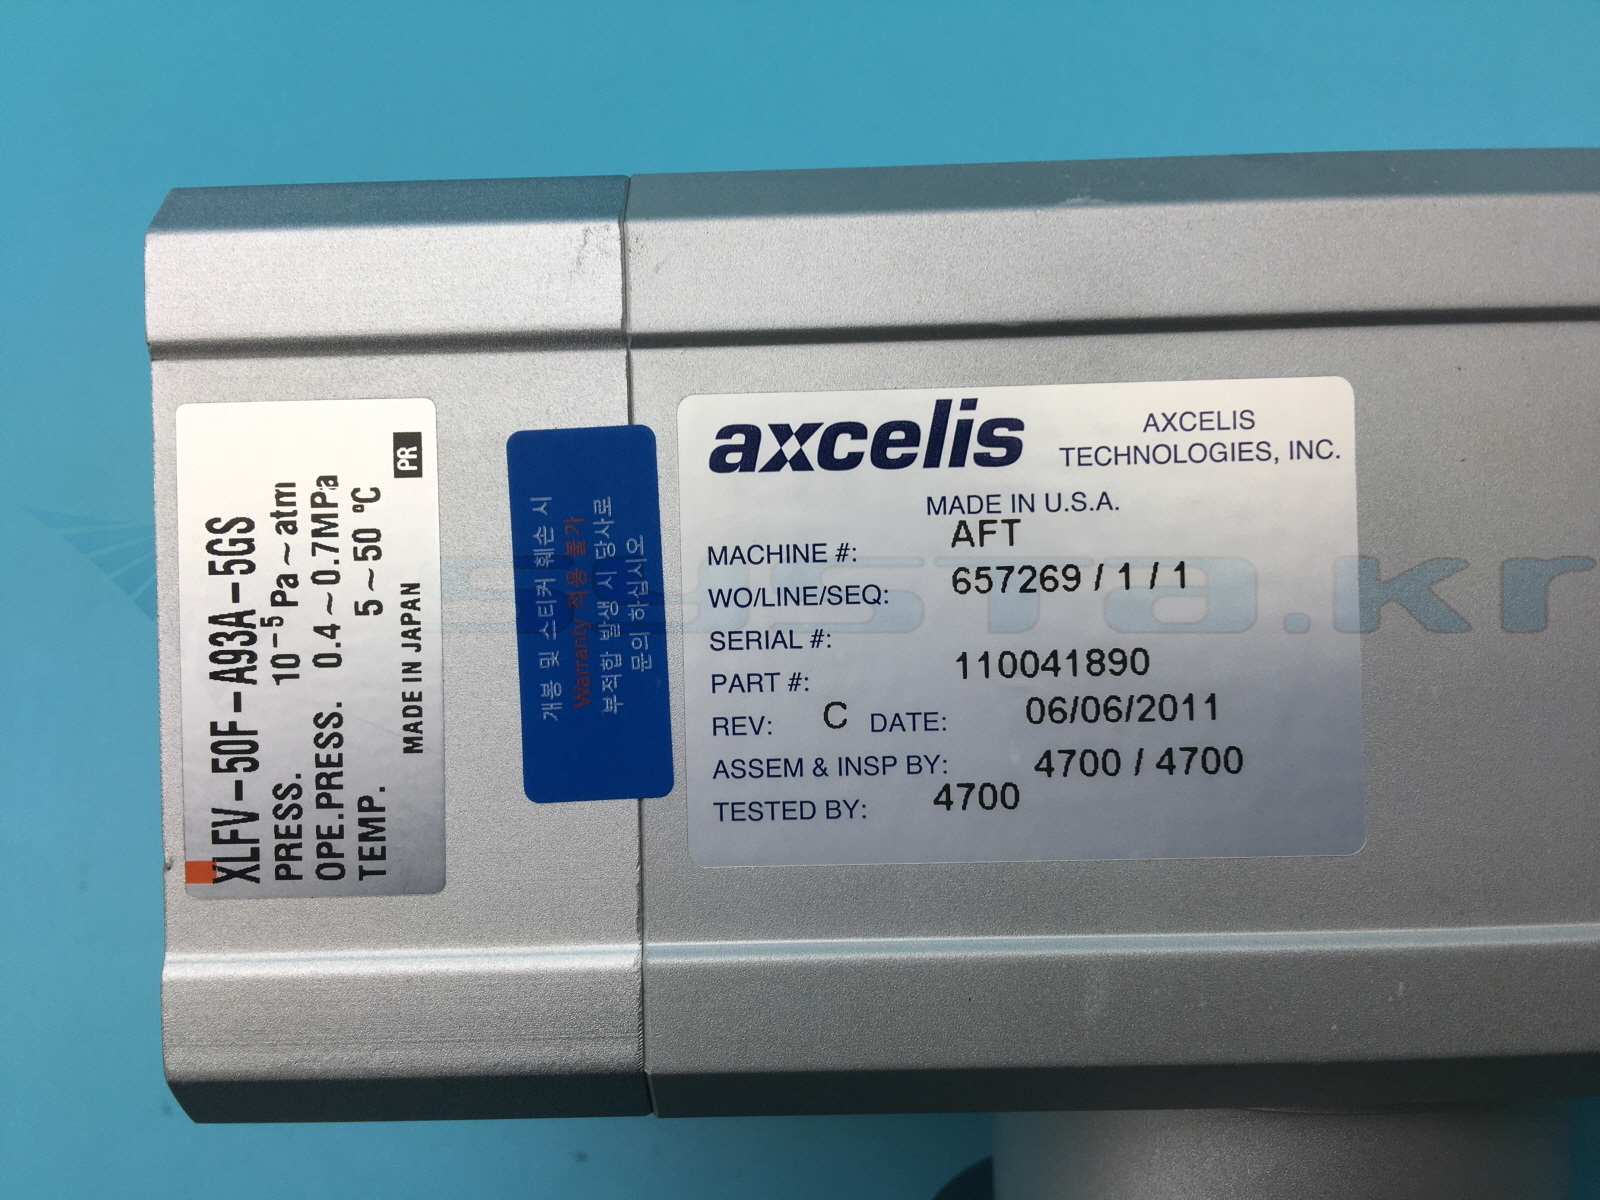 XLFV-50F-A93A-5GS
PRESS. 10⁻⁵Pa~atm
OPE.PRESS. 0.4~0.7MPa
TEMP. 5~50 ℃
MADE IN JAPAN
PR
개봉 및 스티커 훼손 시
Warranty 적용 불가
부적합 발생 시 당사로
문의 하십시오
axcelis
AXCELIS
TECHNOLOGIES, INC.
MADE IN U.S.A.
MACHINE #: AFT
WO/LINE/SEQ: 657269 / 1 / 1
SERIAL #:
PART #: 110041890
REV: C DATE: 06/06/2011
ASSEM & INSP BY: 4700 / 4700
TESTED BY: 4700
systa.kr